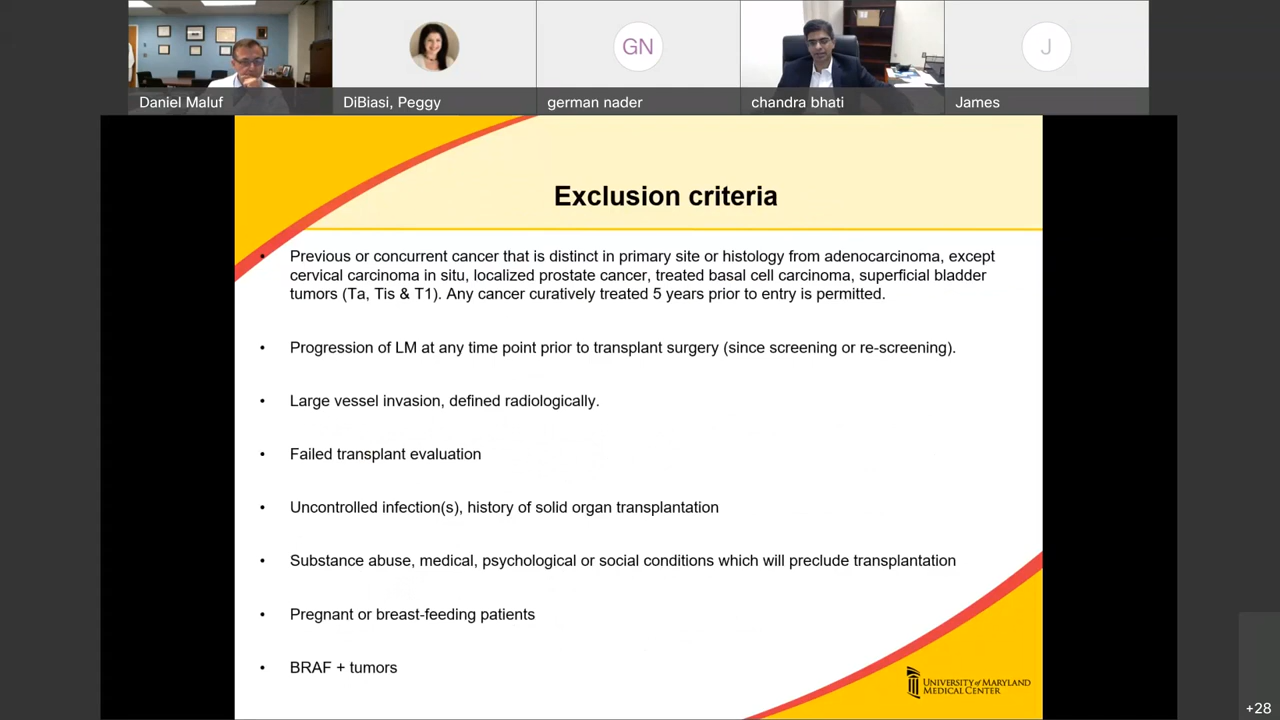 GN
J
Daniel Maluf
DiBiasi, Peggy
german nader
chandra bhati
James
Exclusion criteria
• Previous or concurrent cancer that is distinct in primary site or histology from adenocarcinoma, except
cervical carcinoma in situ, localized prostate cancer, treated basal cell carcinoma, superficial bladder
tumors (Ta, Tis & T1). Any cancer curatively treated 5 years prior to entry is permitted.
• Progression of LM at any time point prior to transplant surgery (since screening or re-screening).
• Large vessel invasion, defined radiologically.
• Failed transplant evaluation
• Uncontrolled infection(s), history of solid organ transplantation
• Substance abuse, medical, psychological or social conditions which will preclude transplantation
• Pregnant or breast-feeding patients
• BRAF + tumors
UNIVERSITY OF MARYLAND
MEDICAL CENTER
+28